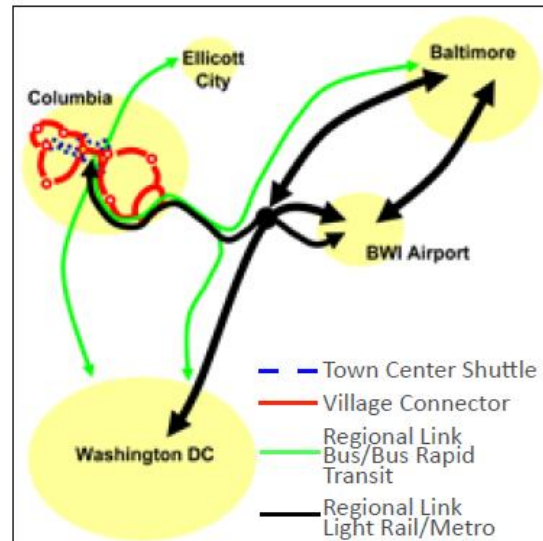 Ellicott
City
Baltimore
Columbia
BWI Airport
Washington DC
Town Center Shuttle
Village Connector
Regional Link
Bus/Bus Rapid
Transit
Regional Link
Light Rail/Metro